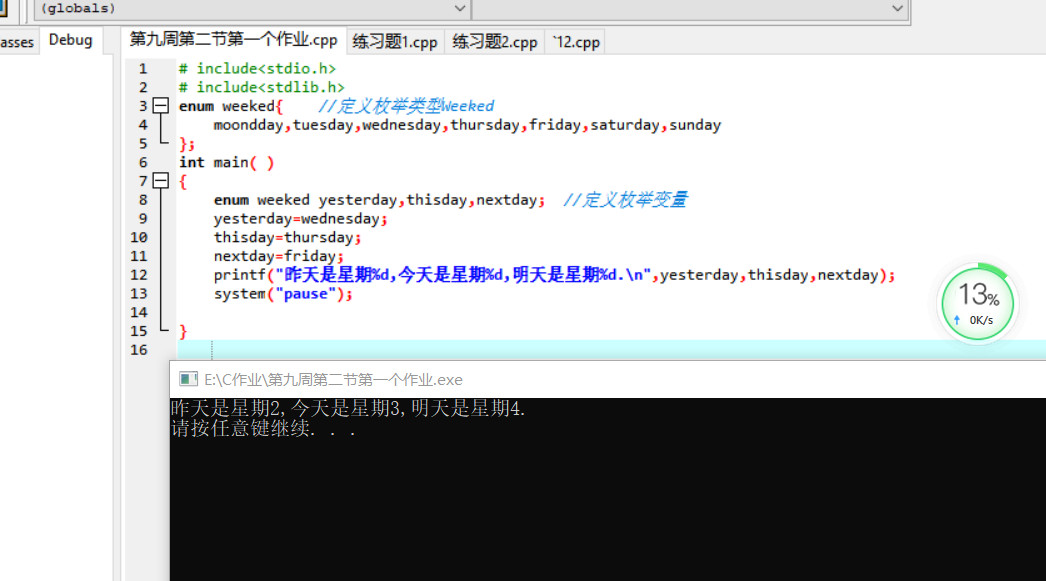 (globals)
asses Debug 第九周第二节第一个作业.cpp 练习题1.cpp 练习题2.cpp `12.cpp
1 # include<stdio.h>
2 # include<stdlib.h>
3 enum weeked{ //定义枚举类型Weeked
4 moondday,tuesday,wednesday,thursday,friday,saturday,sunday
5 };
6 int main( )
7 {
8 enum weeked yesterday,thisday,nextday; //定义枚举变量
9 yesterday=wednesday;
10 thisday=thursday;
11 nextday=friday;
12 printf("昨天是星期%d,今天是星期%d,明天是星期%d.\n",yesterday,thisday,nextday);
13 system("pause");
14
15 }
16
13%
0K/s
E:\C作业\第九周第二节第一个作业.exe
昨天是星期2,今天是星期3,明天是星期4.
请按任意键继续. . .